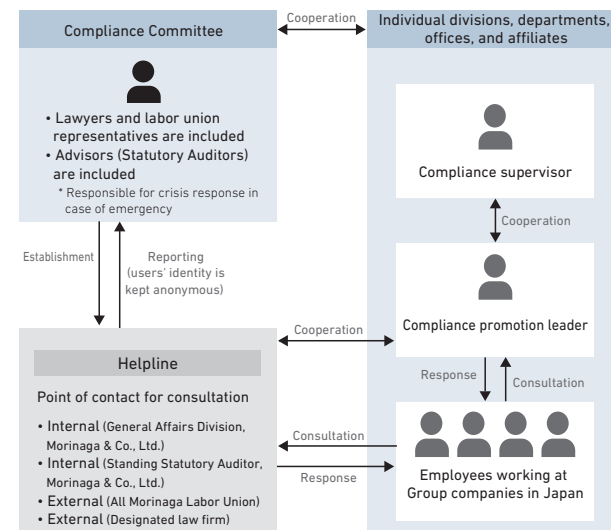 Compliance Committee
Cooperation
Individual divisions, departments,
offices, and affiliates
• Lawyers and labor union
representatives are included
• Advisors (Statutory Auditors)
are included
* Responsible for crisis response in
case of emergency
Compliance supervisor
Cooperation
Establishment
Reporting
(users' identity is
kept anonymous)
Cooperation
Compliance promotion leader
Helpline
Point of contact for consultation
• Internal (General Affairs Division,
Morinaga & Co., Ltd.)
• Internal (Standing Statutory Auditor,
Morinaga & Co., Ltd.)
• External (All Morinaga Labor Union)
• External (Designated law firm)
Response
Consultation
Consultation
Response
Employees working at
Group companies in Japan